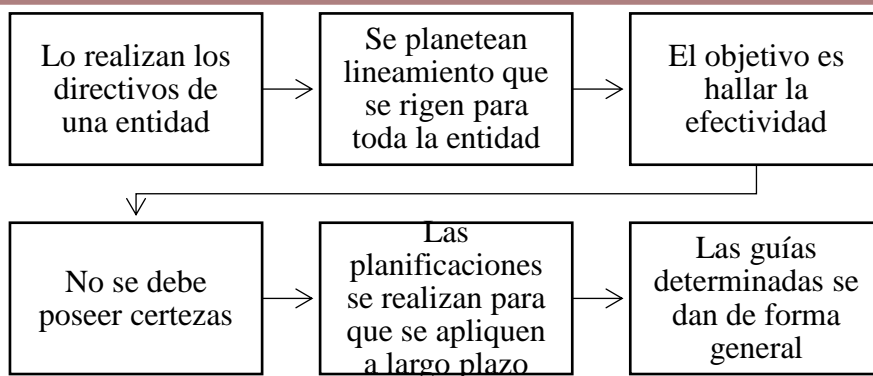 Lo realizan los
directivos de
una entidad
Se planetean
lineamiento que
se rigen para
toda la entidad
El objetivo es
hallar la
efectividad
No se debe
poseer certezas
Las
planificaciones
se realizan para
que se apliquen
a largo plazo
Las guías
determinadas se
dan de forma
general